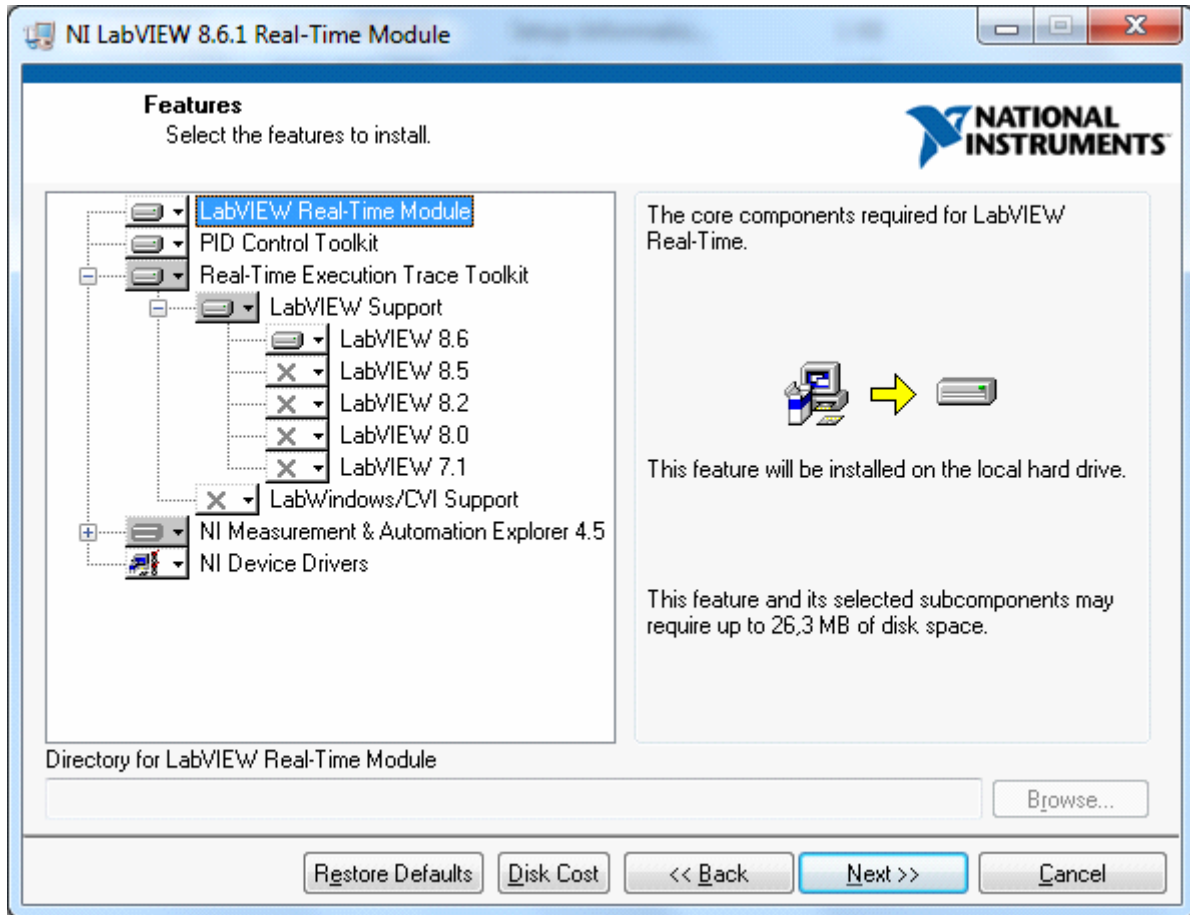 NI LabVIEW 8.6.1 Real-Time Module
Features
Select the features to install.
NATIONAL
INSTRUMENTS
LabVIEW Real-Time Module
PID Control Toolkit
Real-Time Execution Trace Toolkit
LabVIEW Support
LabVIEW 8.6
LabVIEW 8.5
LabVIEW 8.2
LabVIEW 8.0
LabVIEW 7.1
LabWindows/CVI Support
NI Measurement & Automation Explorer 4.5
NI Device Drivers
The core components required for LabVIEW
Real-Time.
This feature will be installed on the local hard drive.
This feature and its selected subcomponents may
require up to 26,3 MB of disk space.
Directory for LabVIEW Real-Time Module
Browse...
Restore Defaults
Disk Cost
<< Back
Next >>
Cancel